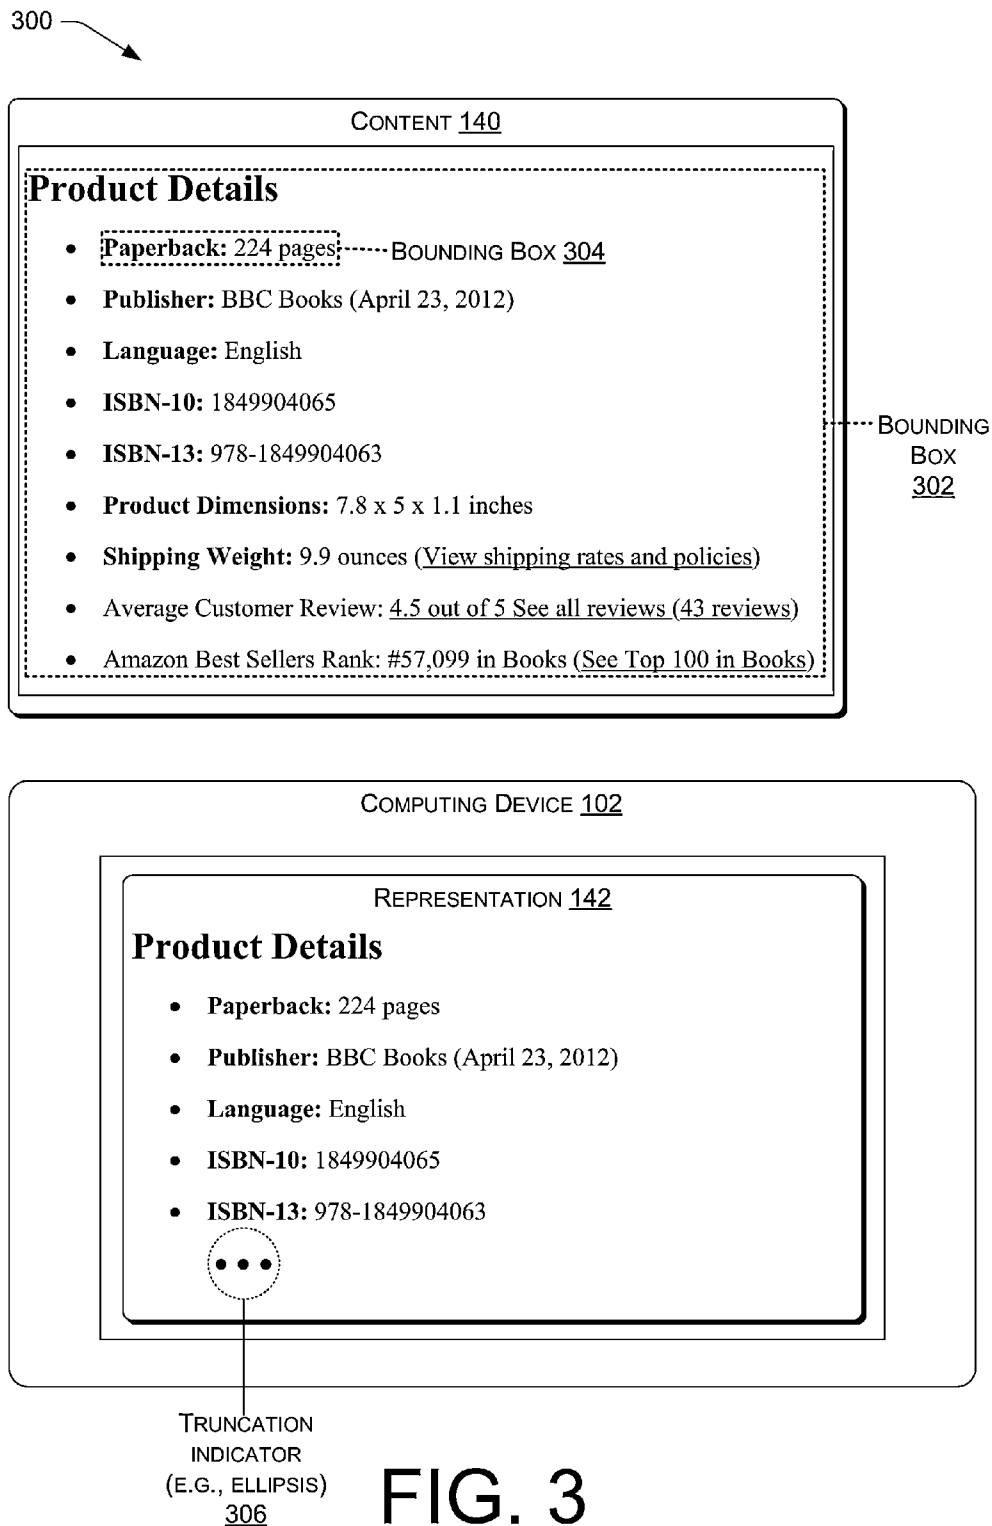 300
CONTENT 140
Product Details
• Paperback: 224 pages
BOUNDING BOX 304
• Publisher: BBC Books (April 23, 2012)
• Language: English
• ISBN-10: 1849904065
• ISBN-13: 978-1849904063
BOUNDING
BOX
302
• Product Dimensions: 7.8 x 5 x 1.1 inches
• Shipping Weight: 9.9 ounces (View shipping rates and policies)
• Average Customer Review: 4.5 out of 5 See all reviews (43 reviews)
• Amazon Best Sellers Rank: #57,099 in Books (See Top 100 in Books)
COMPUTING DEVICE 102
REPRESENTATION 142
Product Details
• Paperback: 224 pages
• Publisher: BBC Books (April 23, 2012)
• Language: English
• ISBN-10: 1849904065
• ISBN-13: 978-1849904063
•••
TRUNCATION
INDICATOR
(E.G., ELLIPSIS)
306
FIG. 3